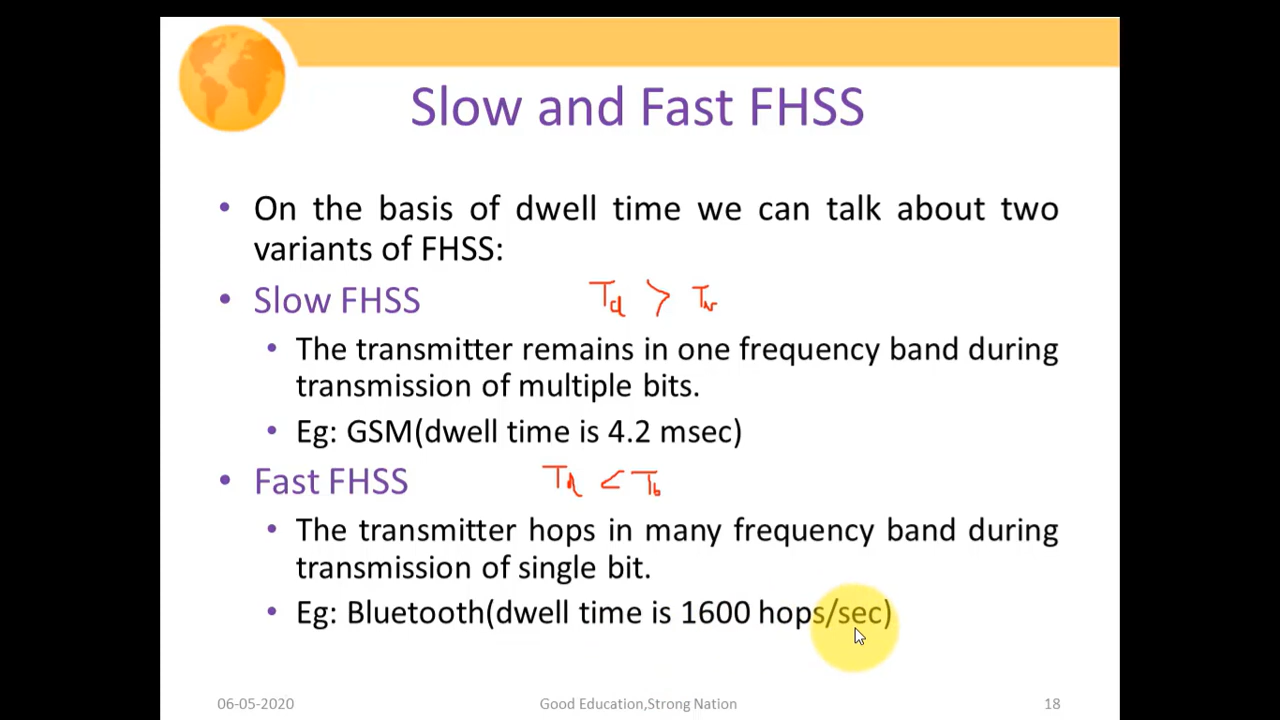 Slow and Fast FHSS
• On the basis of dwell time we can talk about two
variants of FHSS:
• Slow FHSS Td >
• The transmitter remains in one frequency band during
transmission of multiple bits.
• Eg: GSM(dwell time is 4.2 msec)
• Fast FHSS Td < Tb
• The transmitter hops in many frequency band during
transmission of single bit.
• Eg: Bluetooth(dwell time is 1600 hops/sec)
06-05-2020 Good Education,Strong Nation 18